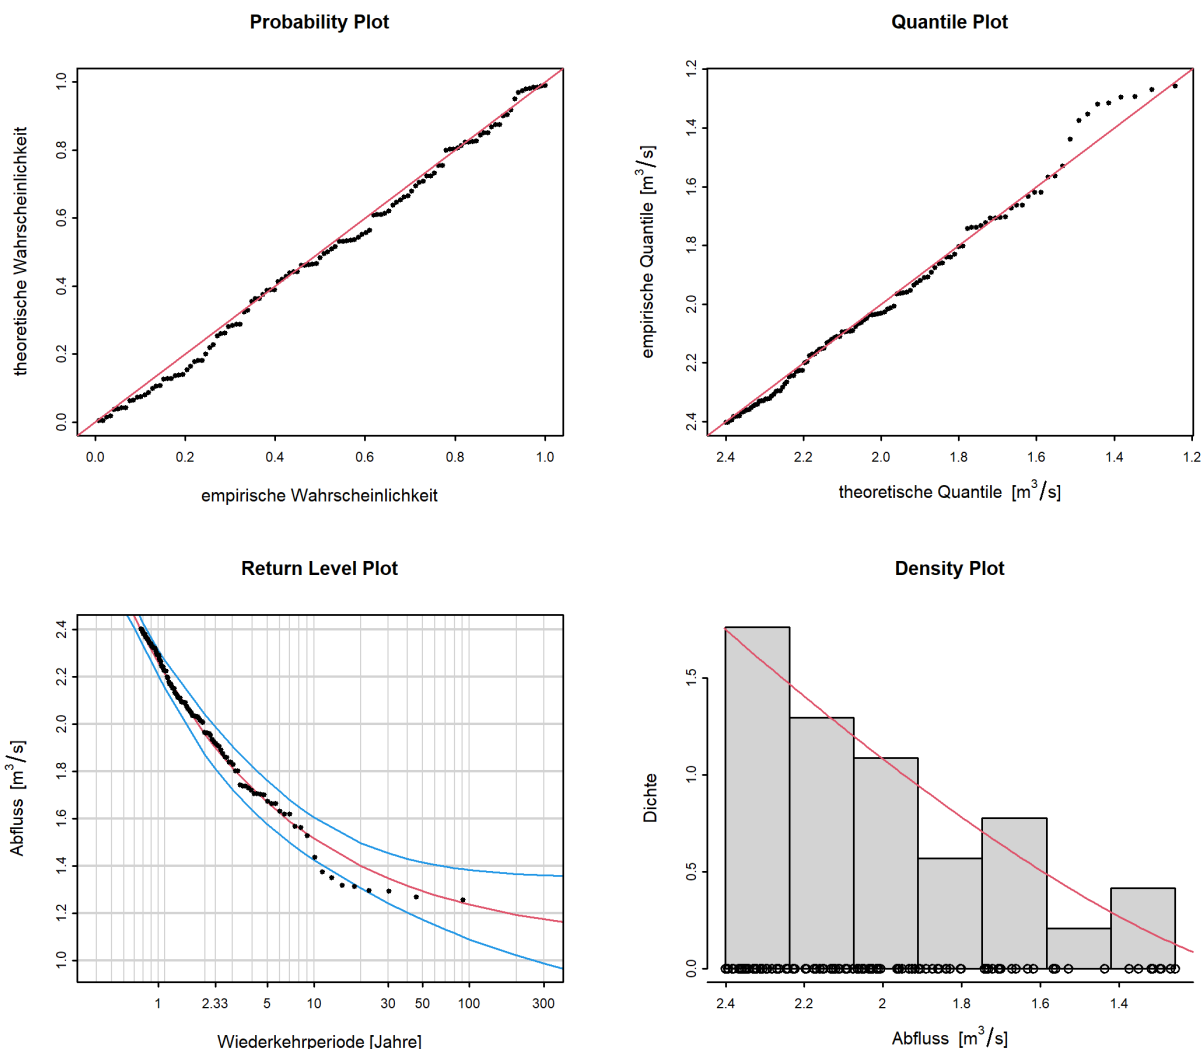 Probability Plot
theoretische Wahrscheinlichkeit
1.0
0.8
0.6
0.4
0.2
0.0
0.0 0.2 0.4 0.6 0.8 1.0
empirische Wahrscheinlichkeit
Quantile Plot
empirische Quantile [m³/s]
1.2
1.4
1.6
1.8
2.0
2.2
2.4
2.4 2.2 2.0 1.8 1.6 1.4 1.2
theoretische Quantile [m³/s]
Return Level Plot
Abfluss [m³/s]
2.4
2.2
2.0
1.8
1.6
1.4
1.2
1.0
1 2.33 5 10 30 50 100 300
Wiederkehrperiode [Jahre]
Density Plot
Dichte
1.5
1.0
0.5
0.0
2.4 2.2 2 1.8 1.6 1.4
Abfluss [m³/s]